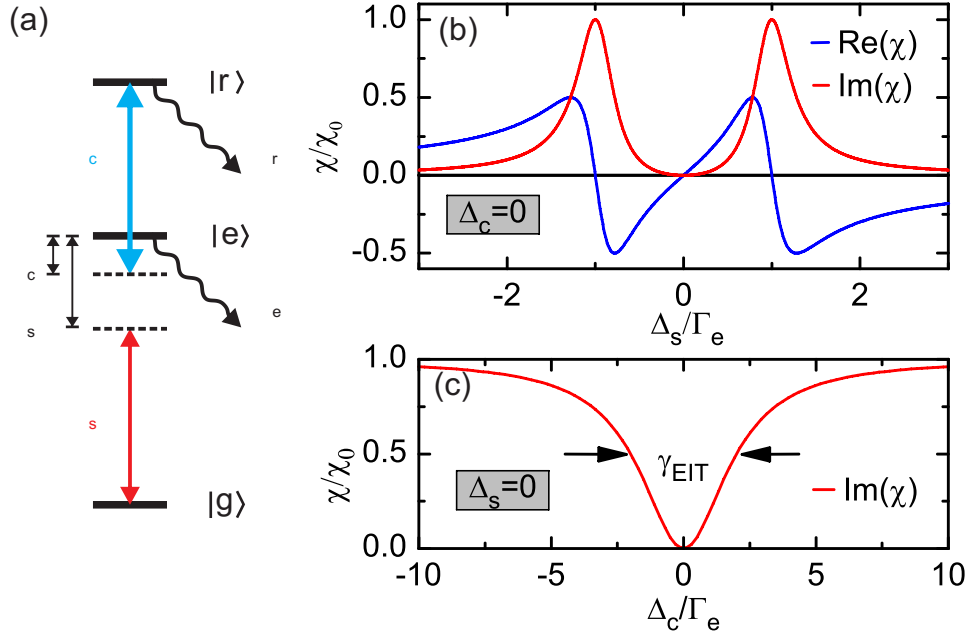 (a)
|r⟩
r
c
|e⟩
c
e
s
s
|g⟩
(b)
Re(χ)
Im(χ)
χ/χ₀
1.0
0.5
0.0
-0.5
Δc=0
-2
0
2
Δs/Γe
(c)
χ/χ₀
1.0
0.5
0.0
γEIT
Δs=0
Im(χ)
-10
-5
0
5
10
Δc/Γe